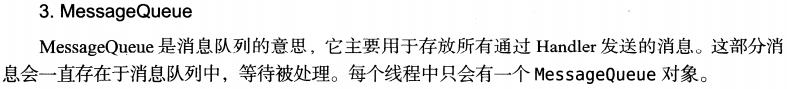 3. MessageQueue
MessageQueue 是消息队列的意思，它主要用于存放所有通过 Handler 发送的消息。这部分消
息会一直存在于消息队列中，等待被处理。每个线程中只会有一个 MessageQueue 对象。